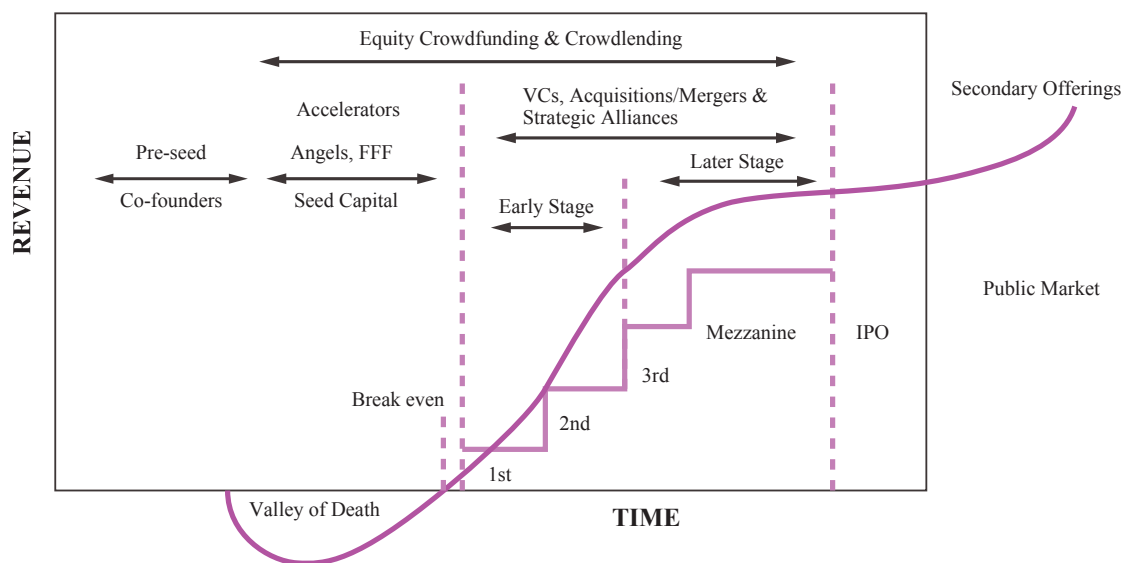 Equity Crowdfunding & Crowdlending
VCs, Acquisitions/Mergers &
Strategic Alliances
Secondary Offerings
Accelerators
Pre-seed
Angels, FFF
Later Stage
Co-founders
Seed Capital
Early Stage
REVENUE
Public Market
Mezzanine
IPO
3rd
Break even
2nd
1st
Valley of Death
TIME